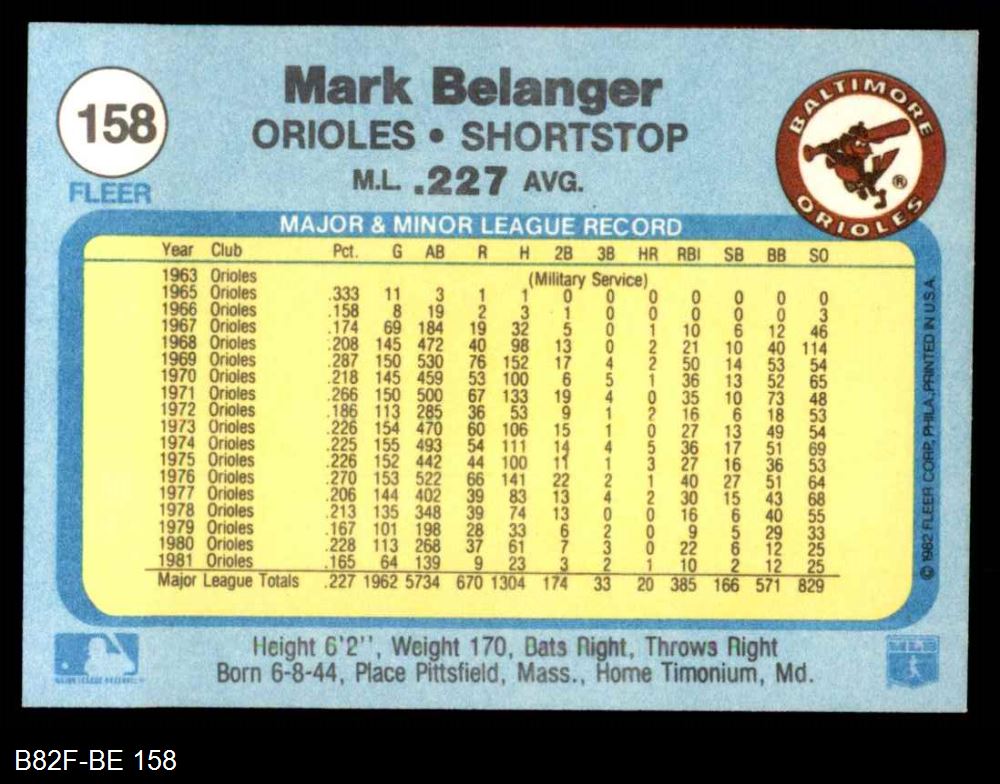 158
FLEER
Mark Belanger
ORIOLES • SHORTSTOP
M.L. .227 AVG.
BALTIMORE
ORIOLES
®
MAJOR & MINOR LEAGUE RECORD
Year Club Pct. G AB R H 2B 3B HR RBI SB BB SO
1963 Orioles (Military Service)
1965 Orioles .333 11 3 1 1 0 0 0 0 0 0 0
1966 Orioles .158 8 19 2 3 1 0 0 0 0 0 3
1967 Orioles .174 69 184 19 32 5 0 1 10 6 12 46
1968 Orioles .208 145 472 40 98 13 0 2 21 10 40 114
1969 Orioles .287 150 530 76 152 17 4 2 50 14 53 54
1970 Orioles .218 145 459 53 100 6 5 1 36 13 52 65
1971 Orioles .266 150 500 67 133 19 4 0 35 10 73 48
1972 Orioles .186 113 285 36 53 9 1 2 16 6 18 53
1973 Orioles .226 154 470 60 106 15 1 0 27 13 49 54
1974 Orioles .225 155 493 54 111 14 4 5 36 17 51 69
1975 Orioles .226 152 442 44 100 11 1 3 27 16 36 53
1976 Orioles .270 153 522 66 141 22 2 1 40 27 51 64
1977 Orioles .206 144 402 39 83 13 4 2 30 15 43 68
1978 Orioles .213 135 348 39 74 13 0 0 16 6 40 55
1979 Orioles .167 101 198 28 33 6 2 0 9 5 29 33
1980 Orioles .228 113 268 37 61 7 3 0 22 6 12 25
1981 Orioles .165 64 139 9 23 3 2 1 10 2 12 25
Major League Totals .227 1962 5734 670 1304 174 33 20 385 166 571 829
© 1982 FLEER CORP., PHILA., PRINTED IN U.S.A.
Height 6'2'', Weight 170, Bats Right, Throws Right
Born 6-8-44, Place Pittsfield, Mass., Home Timonium, Md.
B82F-BE 158